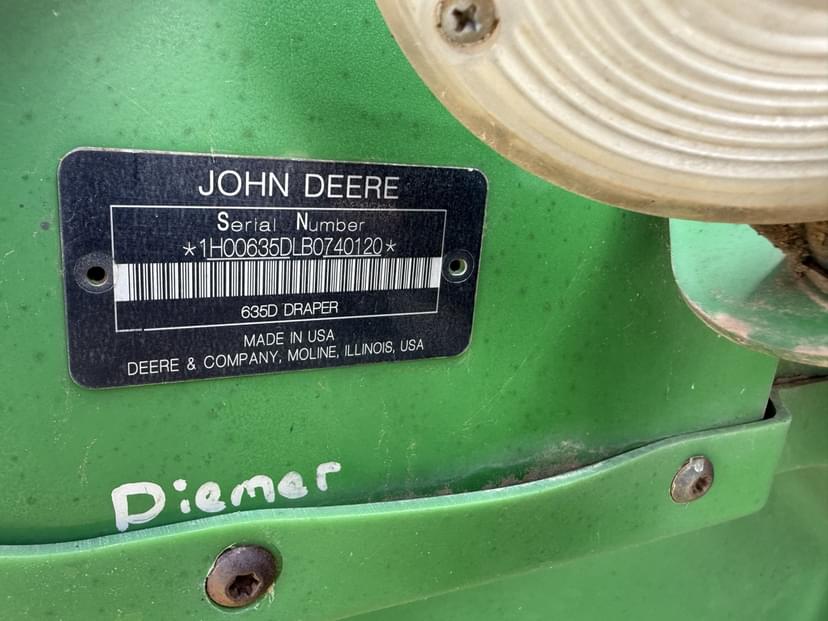 JOHN DEERE
Serial Number
*1H00635DLB0740120*
635D DRAPER
MADE IN USA
DEERE & COMPANY, MOLINE, ILLINOIS, USA
Diemer